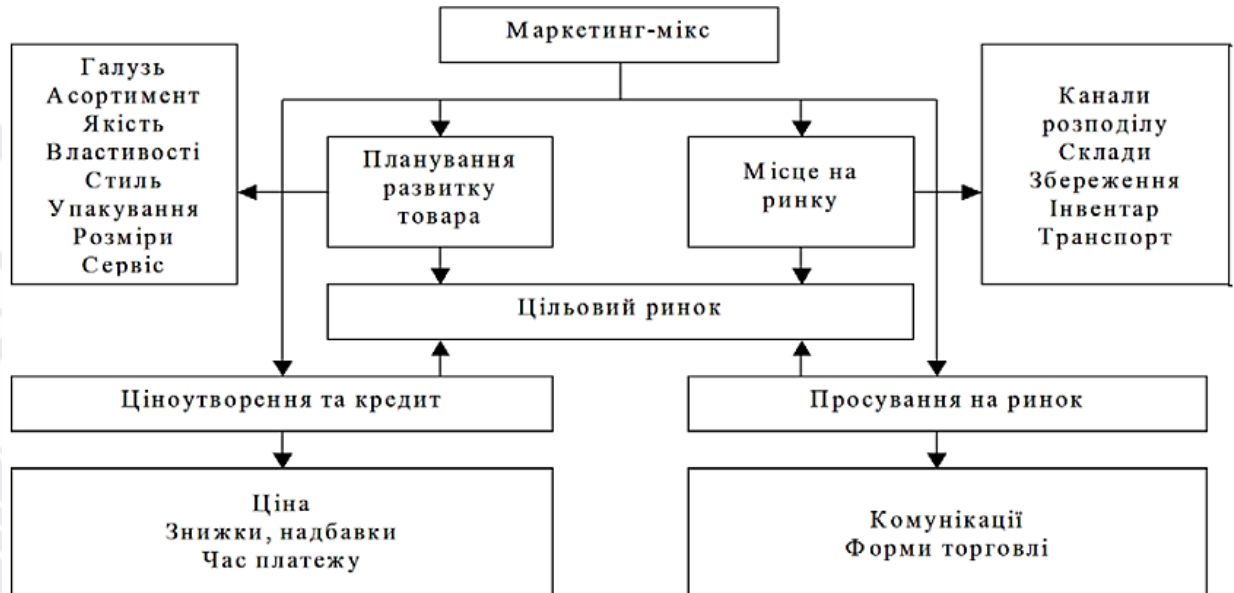 Маркетинг-мікс
Галузь
Асортимент
Якість
Властивості
Стиль
Упакування
Розміри
Сервіс
Планування
развитку
товара
Місце на
ринку
Канали
розподілу
Склади
Збереження
Інвентар
Транспорт
Цільовий ринок
Ціноутворення та кредит
Просування на ринок
Ціна
Знижки, надбавки
Час платежу
Комунікації
Форми торговлі